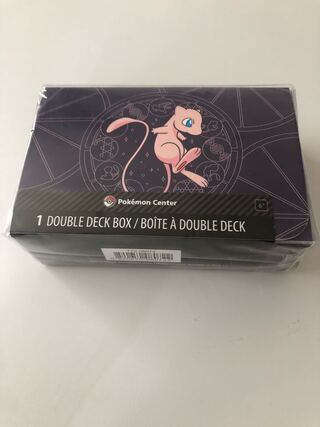 Pokémon Center
1 DOUBLE DECK BOX / BOÎTE À DOUBLE DECK